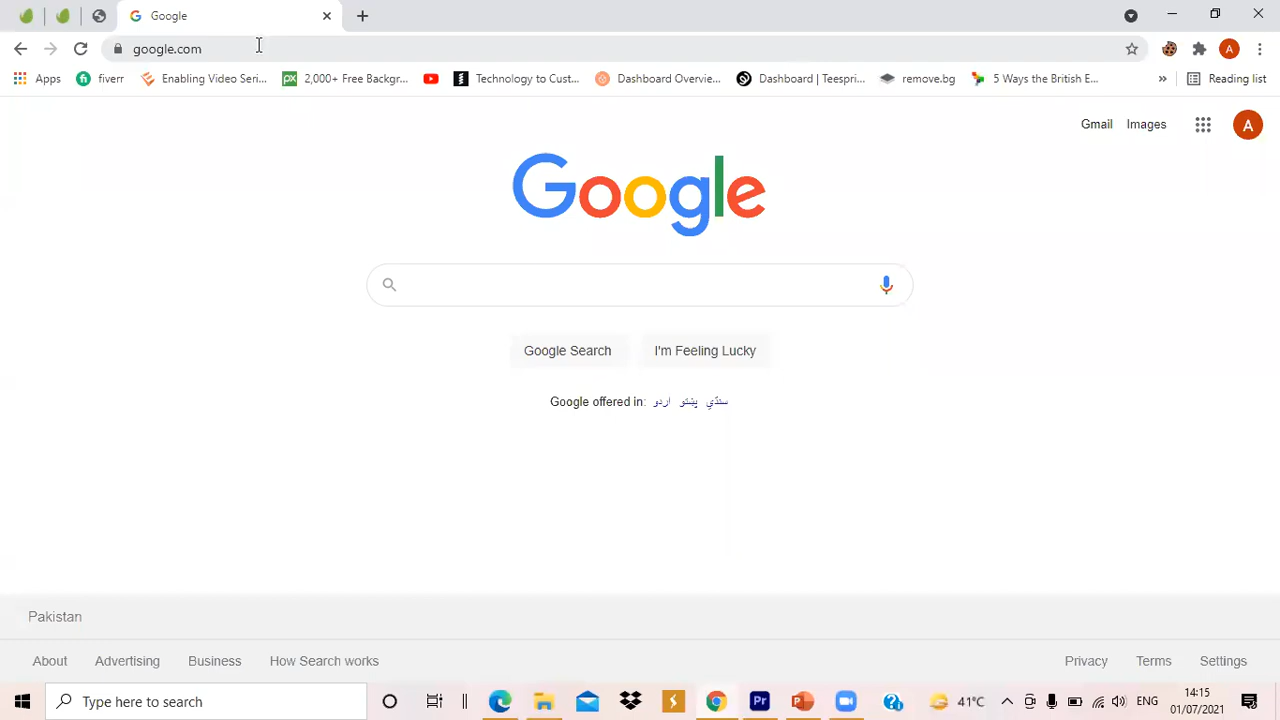 Google
google.com
Apps fiverr Enabling Video Seri... 2,000+ Free Backgr... Technology to Cust... Dashboard Overvie... Dashboard | Teespri... remove.bg 5 Ways the British E... » Reading list
Gmail Images A
Google
Google Search I'm Feeling Lucky
Google offered in: اردو پښتو سنڌي
Pakistan
About Advertising Business How Search works Privacy Terms Settings
Type here to search 41°C 14:15
01/07/2021